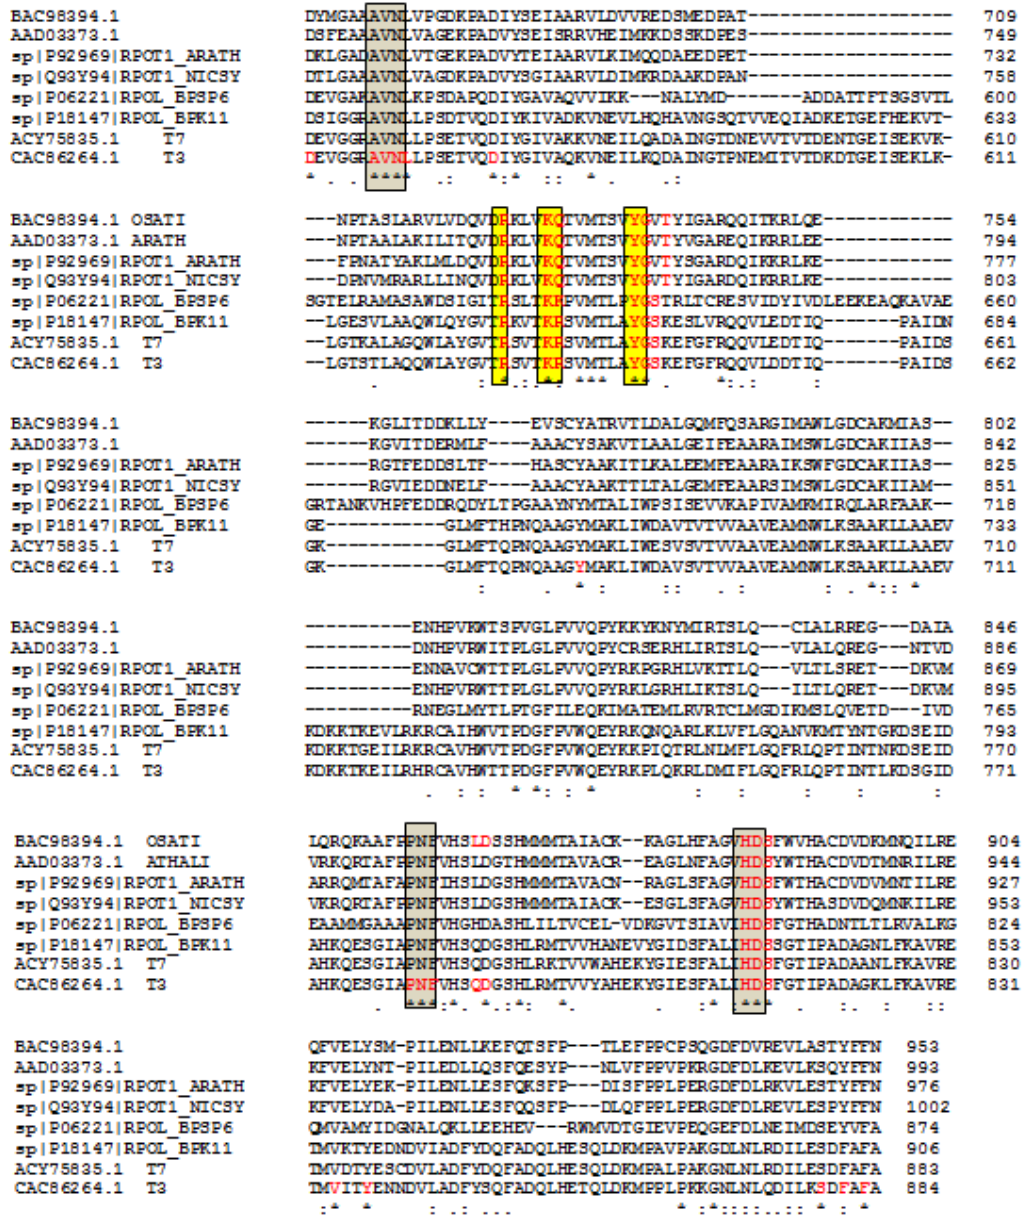 BAC98394.1 DYMGAAAVNLVPGDKPADIYSEIAARVLDVVREDSMEDPAT---------------------- 709
AAD03373.1 DSFEAAAVNLVAGEKPADVYSEISRRVHEIMKKDSSKDPES---------------------- 749
sp|P92969|RPOT1_ARATH DKLGADAVNLVTGEKPADVYTEIAARVLKIMQQDAEEDPET---------------------- 732
sp|Q93Y94|RPOT1_NICSY DTLGAAAVNLVAGDKPADVYSGIAARVLDIMKRDAAKDPAN---------------------- 758
sp|P06221|RPOL_BPSP6 DEVGAKAVNLKPSDAPQDIYGAVAQVVIKK---NALYMD-------ADDATTFTSGSVTL 600
sp|P18147|RPOL_BPK11 DSIGGRAVNLLPSDTVQDIYKIVADKVNEVLHQHAVNGSQTVVEQIADKETGEFHEKVT- 633
ACY75835.1 T7 DEVGGRAVNLLPSETVQDIYGIVAKKVNEILQADAINGTDNEVVTVTDENTGEISEKVK- 610
CAC86264.1 T3 DEVGGRAVNLLPSETVQDIYGIVAQKVNEILKQDAINGTPNEMITVTDKDTGEISEKLK- 611
* . . **** .: *:* :: * .:
BAC98394.1 OSATI ---NPTASLARVLVDQVDRKLVKQTVMTSVYGVTYIGARQQITKRLQE------------ 754
AAD03373.1 ARATH ---NPTAALAKILITQVDRKLVKQTVMTSVYGVTYVGAREQIKRRLEE------------ 794
sp|P92969|RPOT1_ARATH ---FPNATYAKLMLDQVDRKLVKQTVMTSVYGVTYSGARDQIKKRLKE------------ 777
sp|Q93Y94|RPOT1_NICSY ---DPNVMRARLLINQVDRKLVKQTVMTSVYGVTYIGARDQIKRRLKE------------ 803
sp|P06221|RPOL_BPSP6 SGTELRAMASAWDSIGITRSLTKKPVMTLPYGSTRLTCRESVIDYIVDLEEKEAQKAVAE 660
sp|P18147|RPOL_BPK11 --LGESVLAAQWLQYGVTRKVTKRSVMTLAYGSKESLVRQQVLEDTIQ-------PAIDN 684
ACY75835.1 T7 --LGTKALAGQWLAYGVTRSVTKRSVMTLAYGSKEFGFRQQVLEDTIQ-------PAIDS 661
CAC86264.1 T3 --LGTSTLAQQWLAYGVTRSVTKRSVMTLAYGSKEFGFRQQVLDDTIQ-------PAIDS 662
. : *.::*: *** ** . *:.: :
BAC98394.1 ------KGLITDDKLLY----EVSCYATRVTLDALGQMFQSARGIMAWLGDCAKMIAS-- 802
AAD03373.1 ------KGVITDERMLF----AAACYSAKVTLAALGEIFEAARAIMSWLGDCAKIIAS-- 842
sp|P92969|RPOT1_ARATH ------RGTFEDDSLTF----HASCYAAKITLKALEEMFEAARAIKSWFGDCAKIIAS-- 825
sp|Q93Y94|RPOT1_NICSY ------RGVIEDDNELF----AAACYAAKTTLTALGEMFEAARSIMSWLGDCAKIIAM-- 851
sp|P06221|RPOL_BPSP6 GRTANKVHPFEDDRQDYLTPGAAYNYMTALIWPSISEVVKAPIVAMKMIRQLARFAAK-- 718
sp|P18147|RPOL_BPK11 GE-----------GLMFTHPNQAAGYMAKLIWDAVTVTVVAAVEAMNWLKSAAKLLAAEV 733
ACY75835.1 T7 GK-----------GLMFTQPNQAAGYMAKLIWESVSVTVVAAVEAMNWLKSAAKLLAAEV 710
CAC86264.1 T3 GK-----------GLMFTQPNQAAGYMAKLIWDAVSVTVVAAVEAMNWLKSAAKLLAAEV 711
: . * : :: . :. : . *:: *
BAC98394.1 ----------ENHPVKWTSPVGLPVVQPYKKYKNYMIRTSLQ---CLALRREG---DAIA 846
AAD03373.1 ----------DNHPVRWITPLGLPVVQPYCRSERHLIRTSLQ---VLALQREG---NTVD 886
sp|P92969|RPOT1_ARATH ----------ENNAVCWTTPLGLPVVQPYRKPGRHLVKTTLQ---VLTLSRET---DKVM 869
sp|Q93Y94|RPOT1_NICSY ----------ENHPVRWTTPLGLPVVQPYRKLGRHLIKTSLQ---ILTLQRET---DKVM 895
sp|P06221|RPOL_BPSP6 ----------RNEGLMYTLPTGFILEQKIMATEMLRVRTCLMGDIKMSLQVETD---IVD 765
sp|P18147|RPOL_BPK11 KDKKTKEVLRKRCAIHWVTPDGFPVWQEYRKQNQARLKLVFLGQANVKMTYNTGKDSEID 793
ACY75835.1 T7 KDKKTGEILRKRCAVHWVTPDGFPVWQEYKKPIQTRLNLMFLGQFRLQPTINTNKDSEID 770
CAC86264.1 T3 KDKKTKEILRHRCAVHWTTPDGFPVWQEYRKPLQKRLDMIFLGQFRLQPTINTLKDSGID 771
. : : * *: : * : : : : :
BAC98394.1 OSATI LQRQKAAFPPNFVHSLDSSHMMMTAIACK--KAGLHFAGVHDSFWVHACDVDKMNQILRE 904
AAD03373.1 ATHALI VRKQRTAFPPNFVHSLDGTHMMMTAVACR--EAGLNFAGVHDSYWTHACDVDTMNRILRE 944
sp|P92969|RPOT1_ARATH ARRQMTAFAPNFIHSLDGSHMMMTAVACN--RAGLSFAGVHDSFWTHACDVDVMNTILRE 927
sp|Q93Y94|RPOT1_NICSY VKRQRTAFPPNFVHSLDGSHMMMTAIACK--ESGLSFAGVHDSYWTHASDVDQMNKILRE 953
sp|P06221|RPOL_BPSP6 EAAMMGAAAPNFVHGHDASHLILTVCEL-VDKGVTSIAVIHDSFGTHADNTLTLRVALKG 824
sp|P18147|RPOL_BPK11 AHKQESGIAPNFVHSQDGSHLRMTVVHANEVYGIDSFALIHDSSGTIPADAGNLFKAVRE 853
ACY75835.1 T7 AHKQESGIAPNFVHSQDGSHLRKTVVWAHEKYGIESFALIHDSFGTIPADAANLFKAVRE 830
CAC86264.1 T3 AHKQESGIAPNFVHSQDGSHLRMTVVYAHEKYGIESFALIHDSFGTIPADAGKLFKAVRE 831
. ***:*. *.:*: *. . :* :*** . . :. : ::
BAC98394.1 QFVELYSM-PILENLLKEFQTSFP---TLEFPPCPSQGDFDVREVLASTYFFN 953
AAD03373.1 KFVELYNT-PILEDLLQSFQESYP---NLVFPPVPKRGDFDLKEVLKSQYFFN 993
sp|P92969|RPOT1_ARATH KFVELYEK-PILENLLESFQKSFP---DISFPPLPERGDFDLRKVLESTYFFN 976
sp|Q93Y94|RPOT1_NICSY KFVELYDA-PILENLLESFQQSFP---DLQFPPLPERGDFDLREVLESPYFFN 1002
sp|P06221|RPOL_BPSP6 QMVAMYIDGNALQKLLEEHEV---RWMVDTGIEVPEQGEFDLNEIMDSEYVFA 874
sp|P18147|RPOL_BPK11 TMVKTYEDNDVIADFYDQFADQLHESQLDKMPAVPAKGDLNLRDILESDFAFA 906
ACY75835.1 T7 TMVDTYESCDVLADFYDQFADQLHESQLDKMPALPAKGNLNLRDILESDFAFA 883
CAC86264.1 T3 TMVITYENNDVLADFYSQFADQLHETQLDKMPPLPKKGNLNLQDILKSDFAFA 884
:* * : .: ... * :*::::.::: * : *